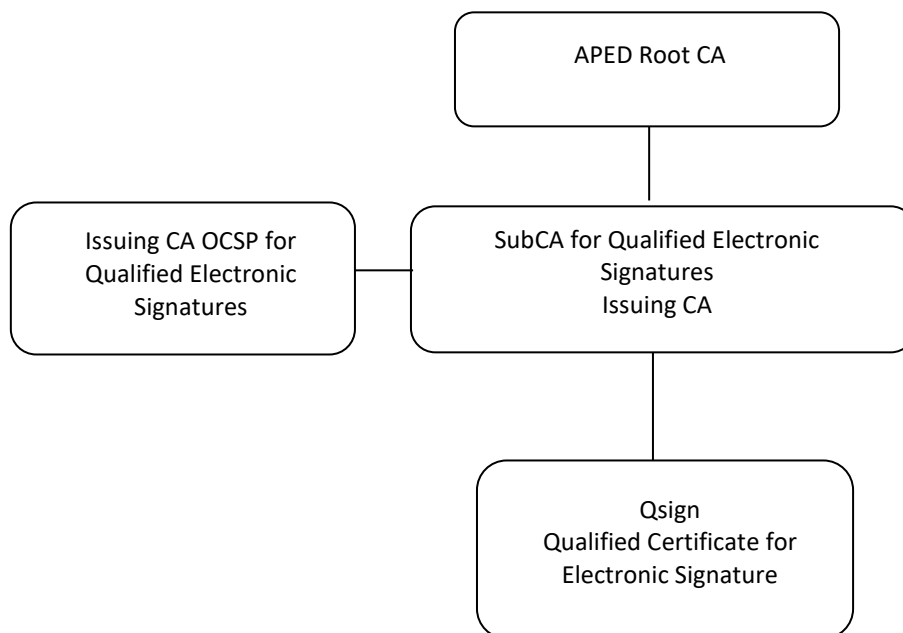 APED Root CA
Issuing CA OCSP for
Qualified Electronic
Signatures
SubCA for Qualified Electronic
Signatures
Issuing CA
Qsign
Qualified Certificate for
Electronic Signature